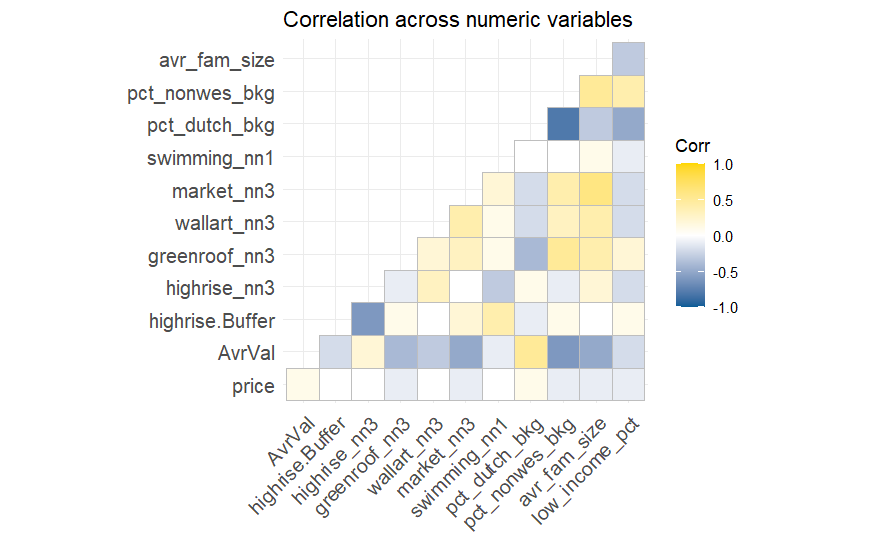 Correlation across numeric variables
avr_fam_size
pct_nonwes_bkg
pct_dutch_bkg
swimming_nn1
market_nn3
wallart_nn3
greenroof_nn3
highrise_nn3
highrise.Buffer
AvrVal
price
AvrVal
highrise.Buffer
highrise_nn3
greenroof_nn3
wallart_nn3
market_nn3
swimming_nn1
pct_dutch_bkg
pct_nonwes_bkg
avr_fam_size
low_income_pct
Corr
1.0
0.5
0.0
-0.5
-1.0